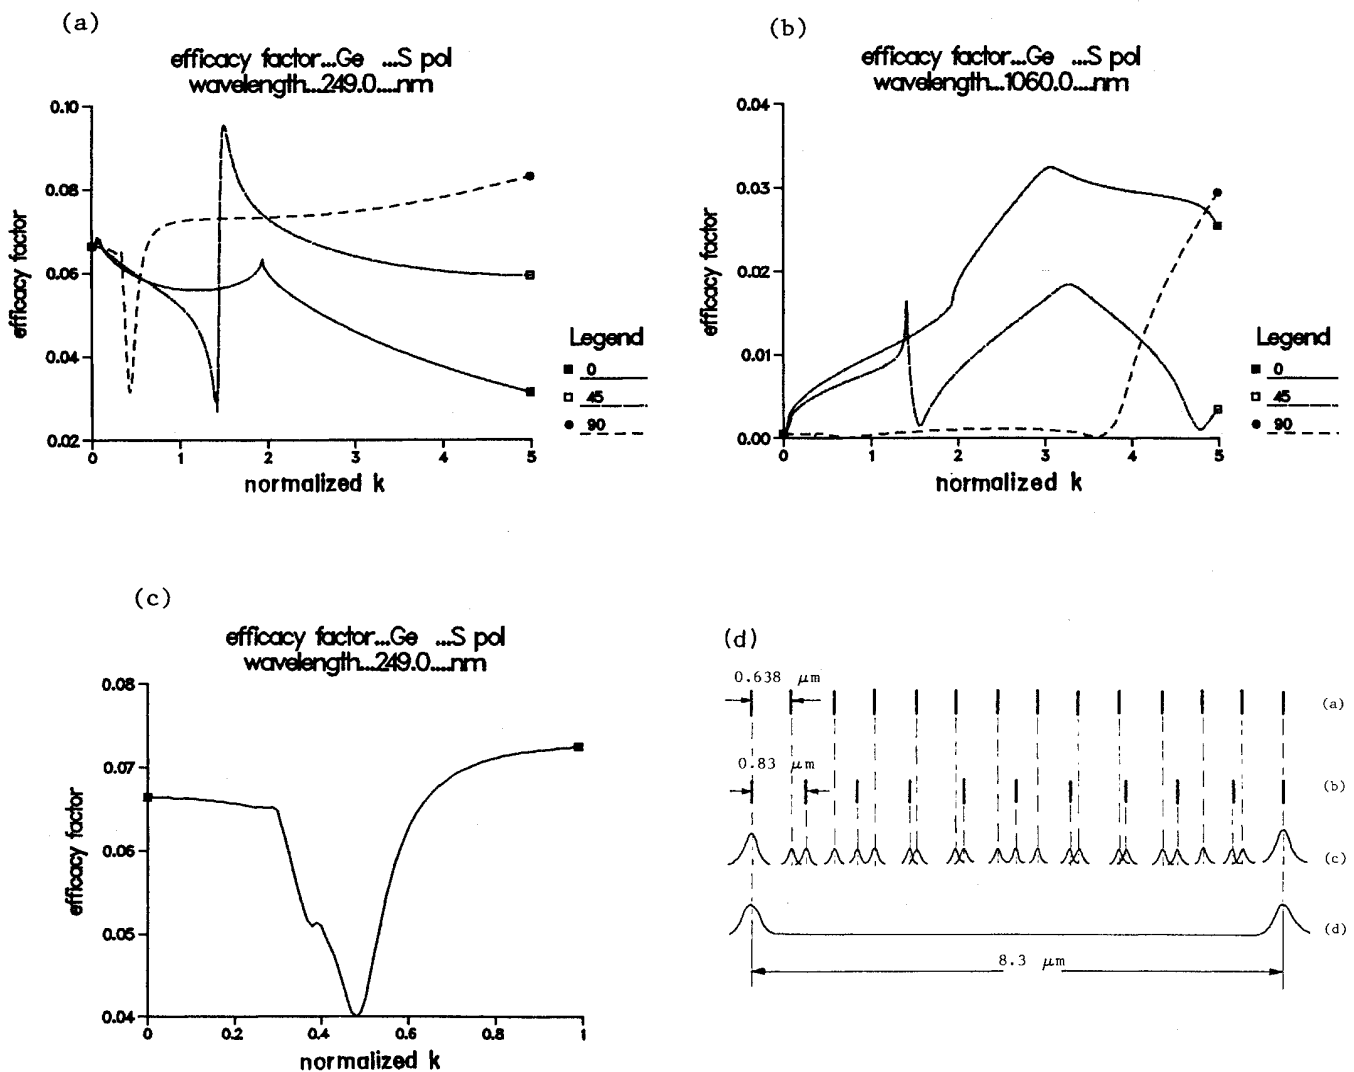 (a)
efficacy factor...Ge ...S pol
wavelength...249.0....nm
0.10
0.08
0.06
0.04
0.02
efficacy factor
0 1 2 3 4 5
normalized k
Legend
0
45
90
(b)
efficacy factor...Ge ...S pol
wavelength...1060.0....nm
0.04
0.03
0.02
0.01
0.00
efficacy factor
0 1 2 3 4 5
normalized k
Legend
0
45
90
(c)
efficacy factor...Ge ...S pol
wavelength...249.0....nm
0.08
0.07
0.06
0.05
0.04
efficacy factor
0 0.2 0.4 0.6 0.8 1
normalized k
(d)
0.638 μm
(a)
0.83 μm
(b)
(c)
(d)
8.3 μm